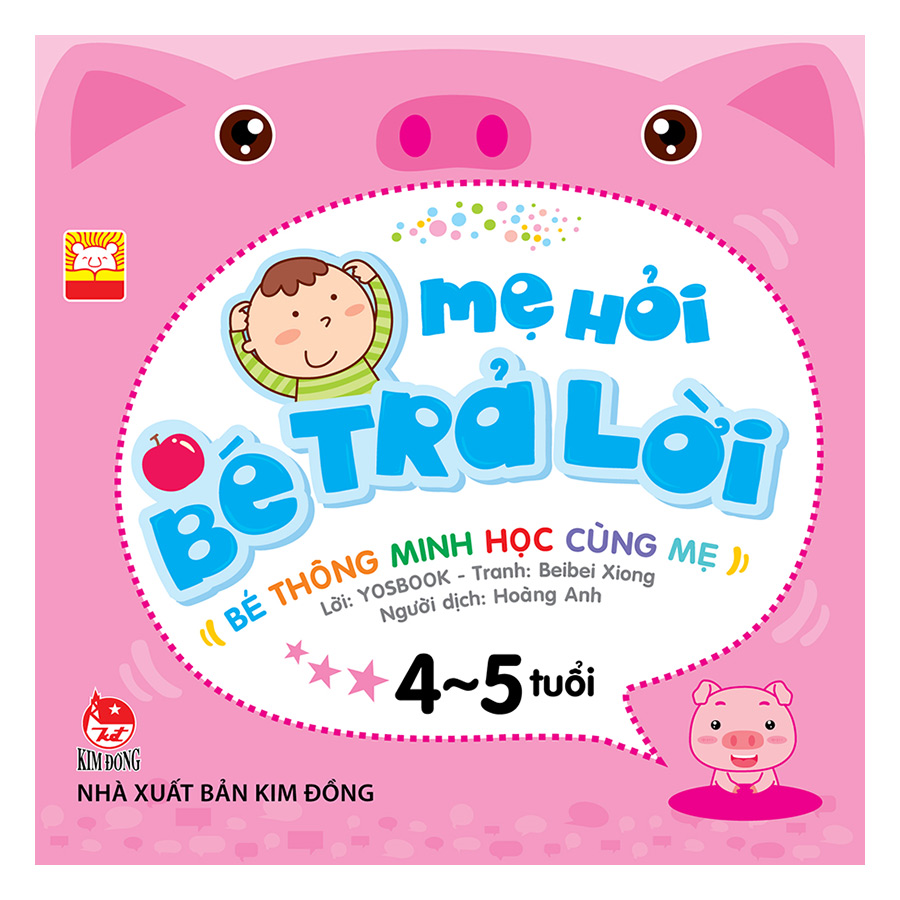 Mẹ Hỏi
Bé Trả Lời
BÉ THÔNG MINH HỌC CÙNG MẸ
Lời: YOSBOOK - Tranh: Beibei Xiong
Người dịch: Hoàng Anh
4~5 tuổi
KIM ĐỒNG
NHÀ XUẤT BẢN KIM ĐỒNG